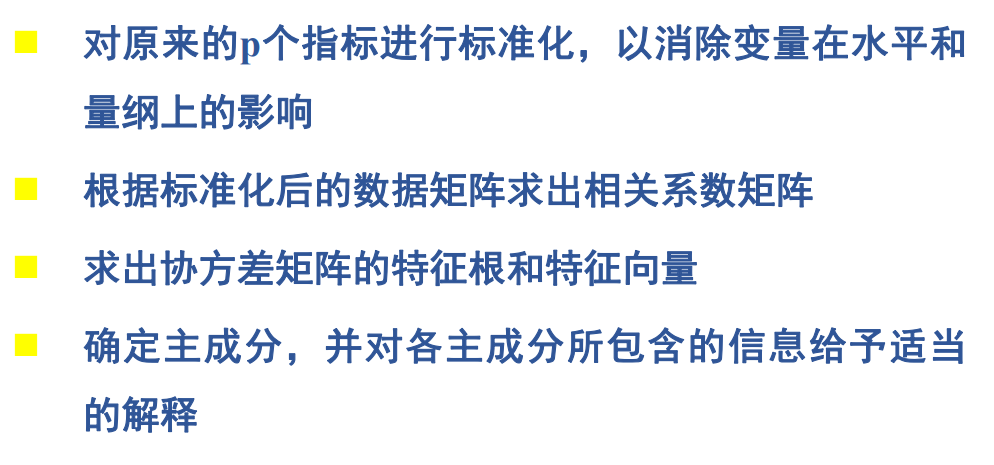 对原来的p个指标进行标准化，以消除变量在水平和
量纲上的影响
根据标准化后的数据矩阵求出相关系数矩阵
求出协方差矩阵的特征根和特征向量
确定主成分，并对各主成分所包含的信息给予适当
的解释